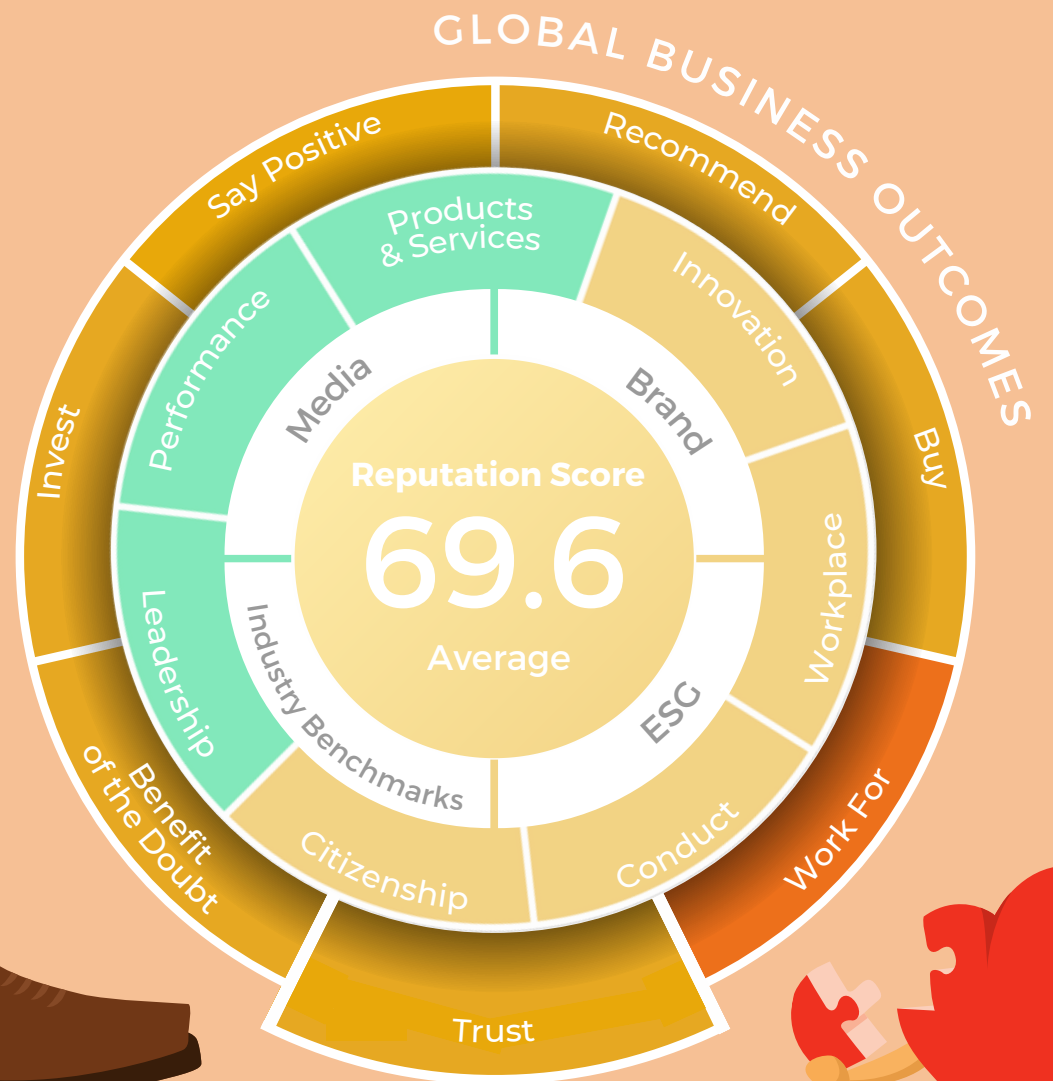 GLOBAL BUSINESS OUTCOMES
Say Positive
Recommend
Invest
Buy
Benefit
of the Doubt
Work For
Trust
Products
& Services
Innovation
Performance
Workplace
Leadership
Conduct
Citizenship
Media
Brand
Industry Benchmarks
ESG
Reputation Score
69.6
Average